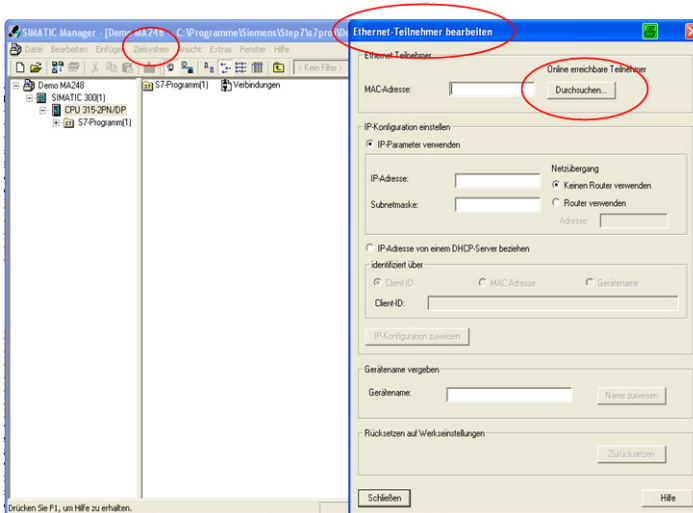 SIMATIC Manager - [Demo MA248 C:\Programme\Siemens\Step7\s7proj\De
Datei Bearbeiten Einfügen Zielsystem Ansicht Extras Fenster Hilfe
< Kein Filter >
Demo MA248
SIMATIC 300(1)
CPU 315-2PN/DP
S7-Programm(1)
S7-Programm(1) Verbindungen
Drücken Sie F1, um Hilfe zu erhalten.
Ethernet-Teilnehmer bearbeiten
Ethernet Teilnehmer
Online erreichbare Teilnehmer
MAC-Adresse: Durchsuchen...
IP-Konfiguration einstellen
IP-Parameter verwenden
Netzübergang
IP-Adresse: Keinen Router verwenden
Subnetmaske: Router verwenden
Adresse:
IP-Adresse von einem DHCP-Server beziehen
identifiziert über
Client-ID MAC Adresse Gerätename
Client-ID:
IP-Konfiguration zuweisen
Gerätename vergeben
Gerätename: Name zuweisen
Rücksetzen auf Werkseinstellungen
Zurücksetzen
Schließen Hilfe